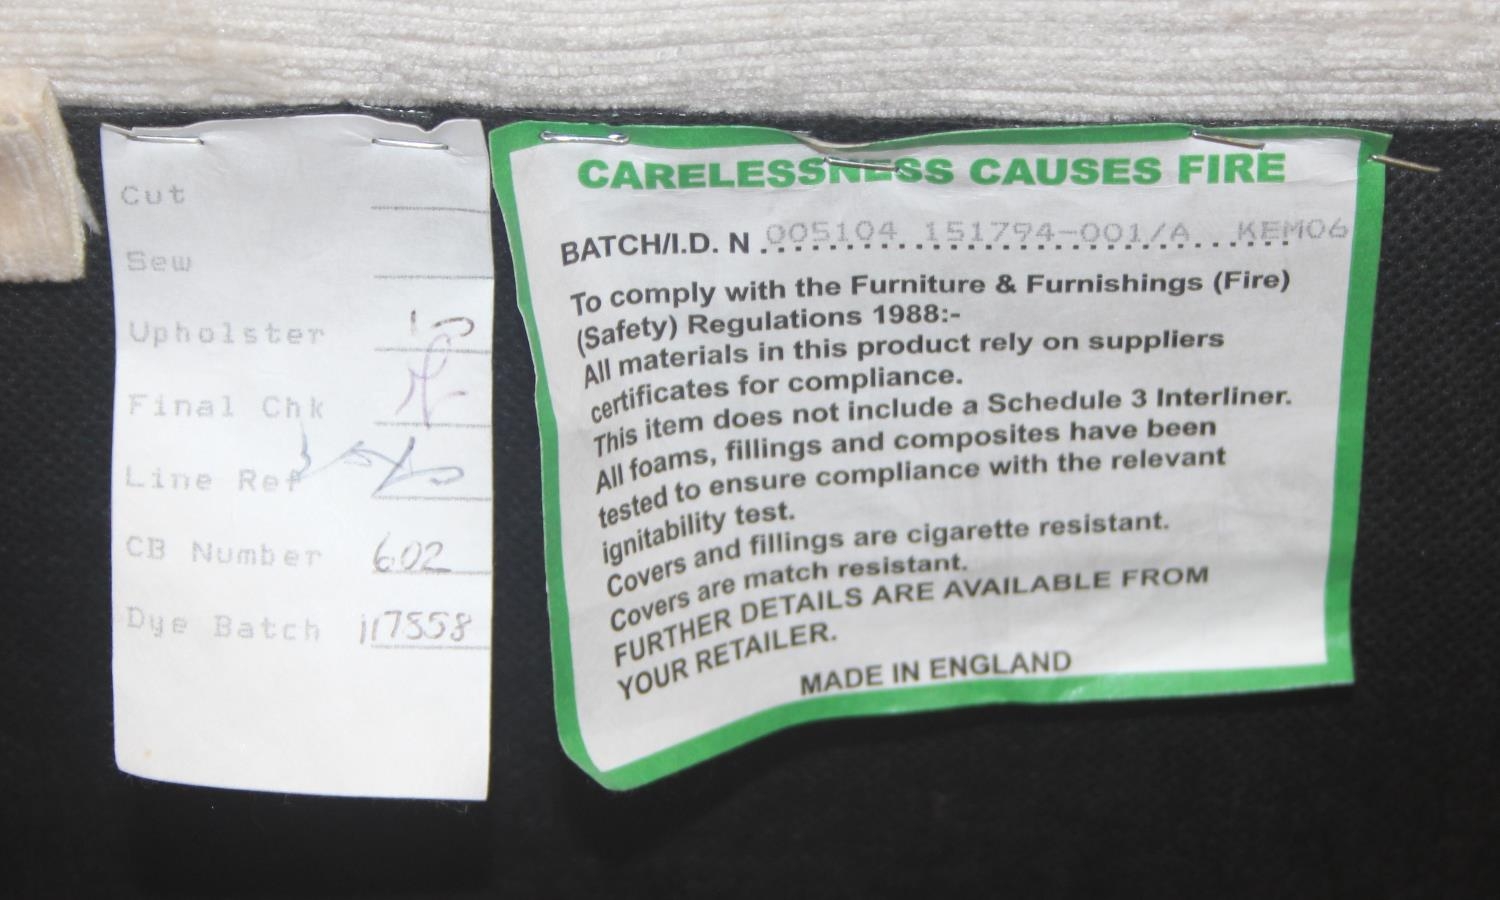 Cut
Sew
Upholster
Final Chk
Line Ref
CB Number 602
Dye Batch 117558
CARELESSNESS CAUSES FIRE
BATCH/I.D. N 005104 151794-001/A KEM06
To comply with the Furniture & Furnishings (Fire)
(Safety) Regulations 1988:-
All materials in this product rely on suppliers
certificates for compliance.
This item does not include a Schedule 3 Interliner.
All foams, fillings and composites have been
tested to ensure compliance with the relevant
ignitability test.
Covers and fillings are cigarette resistant.
Covers are match resistant.
FURTHER DETAILS ARE AVAILABLE FROM
YOUR RETAILER.
MADE IN ENGLAND